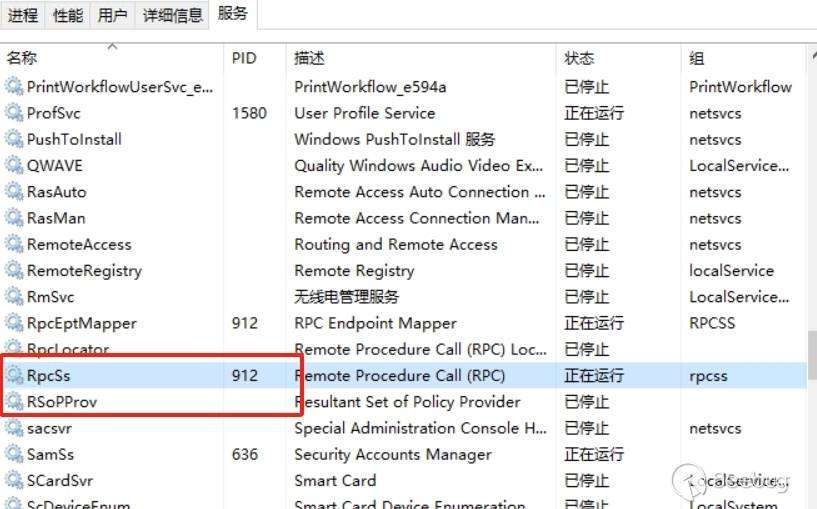 进程 性能 用户 详细信息 服务
名称 PID 描述 状态 组
PrintWorkflowUserSvc_e... PrintWorkflow_e594a 已停止 PrintWorkflow
ProfSvc 1580 User Profile Service 正在运行 netsvcs
PushToInstall Windows PushToInstall 服务 已停止 netsvcs
QWAVE Quality Windows Audio Video Ex... 已停止 LocalService...
RasAuto Remote Access Auto Connection ... 已停止 netsvcs
RasMan Remote Access Connection Man... 已停止 netsvcs
RemoteAccess Routing and Remote Access 已停止 netsvcs
RemoteRegistry Remote Registry 已停止 localService
RmSvc 无线电管理服务 已停止 LocalService...
RpcEptMapper 912 RPC Endpoint Mapper 正在运行 RPCSS
RpcLocator Remote Procedure Call (RPC) Loc... 已停止
RpcSs 912 Remote Procedure Call (RPC) 正在运行 rpcss
RSoPProv Resultant Set of Policy Provider 已停止
sacsvr Special Administration Console H... 已停止 netsvcs
SamSs 636 Security Accounts Manager 正在运行
SCardSvr Smart Card 已停止 LocalService...
ScDeviceEnum Smart Card Device Enumeration 已停止 LocalSystem